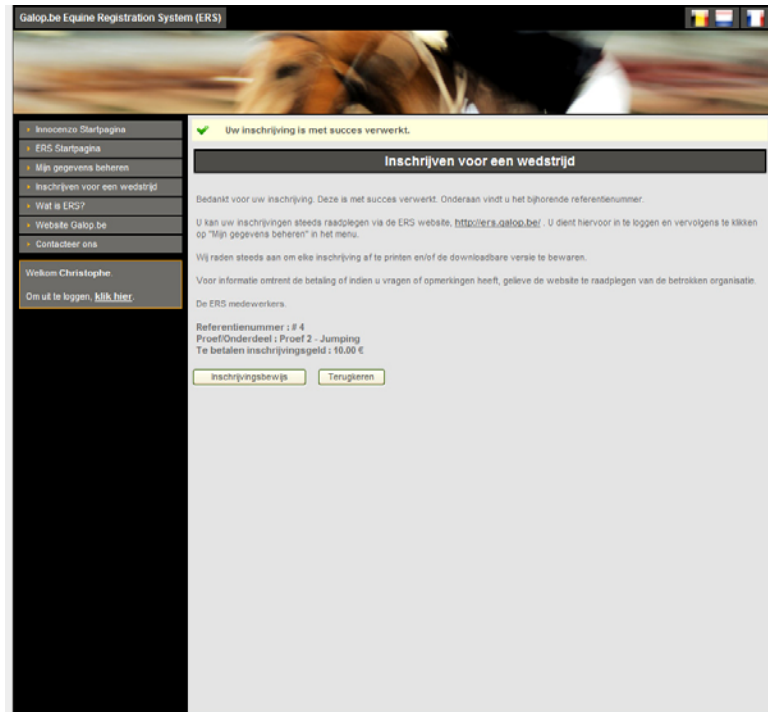 Galop.be Equine Registration System (ERS)
Innocenzo Startpagina
ERS Startpagina
Mijn gegevens beheren
Inschrijven voor een wedstrijd
Wat is ERS?
Website Galop.be
Contacteer ons
Welkom Christophe.
Om uit te loggen, klik hier.
Uw inschrijving is met succes verwerkt.
Inschrijven voor een wedstrijd
Bedankt voor uw inschrijving. Deze is met succes verwerkt. Onderaan vindt u het bijhorende referentienummer.
U kan uw inschrijvingen steeds raadplegen via de ERS website, http://ers.galop.be/ . U dient hiervoor in te loggen en vervolgens te klikken
op "Mijn gegevens beheren" in het menu.
Wij raden steeds aan om elke inschrijving af te printen en/of de downloadbare versie te bewaren.
Voor informatie omtrent de betaling of indien u vragen of opmerkingen heeft, gelieve de website te raadplegen van de betrokken organisatie.
De ERS medewerkers.
Referentienummer : # 4
Proef/Onderdeel : Proef 2 - Jumping
Te betalen inschrijvingsgeld : 10.00 €
Inschrijvingsbewijs
Terugkeren